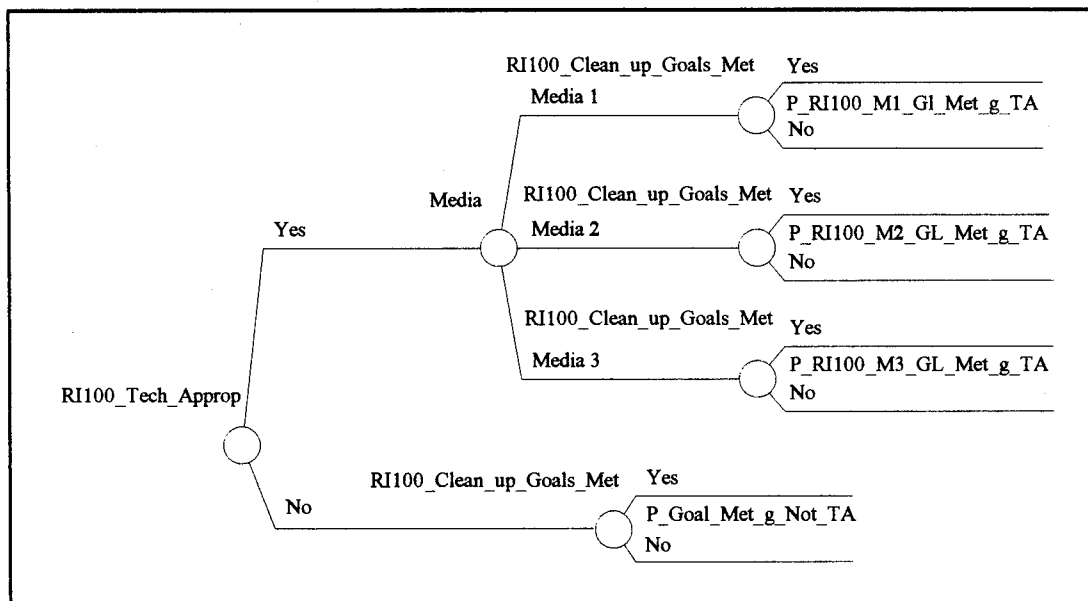 RI100_Clean_up_Goals_Met Yes
Media 1 P_RI100_M1_Gl_Met_g_TA
No
RI100_Clean_up_Goals_Met Yes
Media
Yes Media 2 P_RI100_M2_GL_Met_g_TA
No
RI100_Clean_up_Goals_Met Yes
Media 3 P_RI100_M3_GL_Met_g_TA
No
RI100_Tech_Approp
RI100_Clean_up_Goals_Met Yes
No P_Goal_Met_g_Not_TA
No